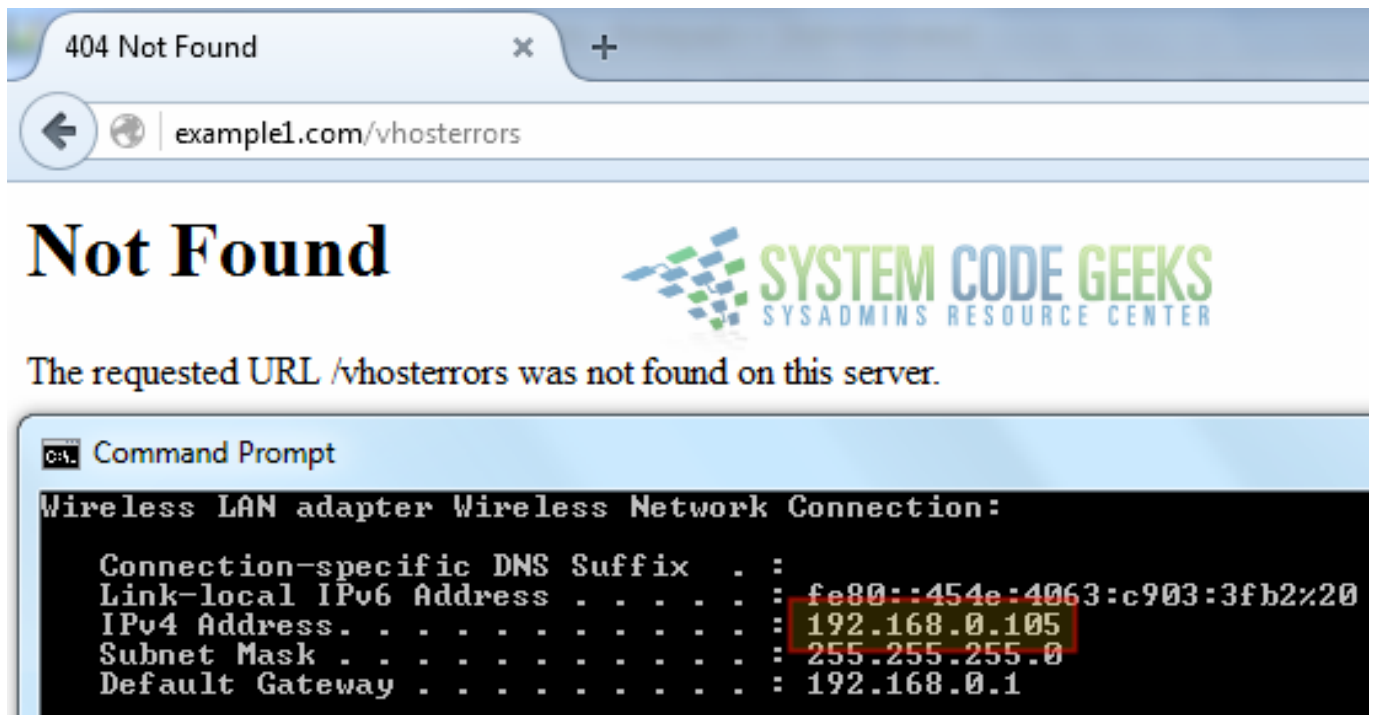 404 Not Found
example1.com/vhosterrors
Not Found
SYSTEM CODE GEEKS
SYSADMINS RESOURCE CENTER
The requested URL /vhosterrors was not found on this server.
C:\.
Command Prompt
Wireless LAN adapter Wireless Network Connection:
Connection-specific DNS Suffix . :
Link-local IPv6 Address . . . . . : fe80::454e:4063:c903:3fb2%20
IPv4 Address. . . . . . . . . . . : 192.168.0.105
Subnet Mask . . . . . . . . . . . : 255.255.255.0
Default Gateway . . . . . . . . . : 192.168.0.1